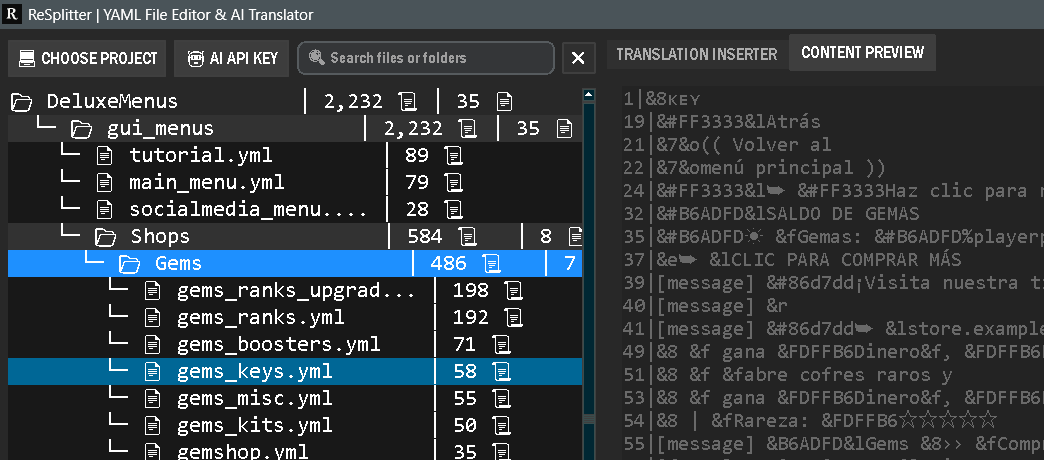 R ReSplitter | YAML File Editor & AI Translator
CHOOSE PROJECT AI API KEY Search files or folders × TRANSLATION INSERTER CONTENT PREVIEW
DeluxeMenus | 2,232 | 35
gui_menus | 2,232 | 35
tutorial.yml | 89
main_menu.yml | 79
socialmedia_menu.... | 28
Shops | 584 | 8
Gems | 486 | 7
gems_ranks_upgrad... | 198
gems_ranks.yml | 192
gems_boosters.yml | 71
gems_keys.yml | 58
gems_misc.yml | 55
gems_kits.yml | 50
gemshop.yml | 35
1|&8ᴋᴇʏ
19|&#FF3333&lAtrás
21|&7&o(( Volver al
22|&7&omenú principal ))
24|&#FF3333&l➥ &#FF3333Haz clic para
32|&#B6ADFD&lSALDO DE GEMAS
35|&#B6ADFD☀ &fGemas: &#B6ADFD%playerp
37|&e➥ &lCLIC PARA COMPRAR MÁS
39|[message] &#86d7dd¡Visita nuestra
40|[message] &r
41|[message] &#86d7dd➥ &lstore.example
49|&8 &f gana &FDFFB6Dinero&f, &FDFFB6
51|&8 &f &fabre cofres raros y
53|&8 &f gana &FDFFB6Dinero&f, &FDFFB6
54|&8 | &fRareza: &FDFFB6☆☆☆☆☆
55|[message] &B6ADFD&lGems &8›› &fCompr